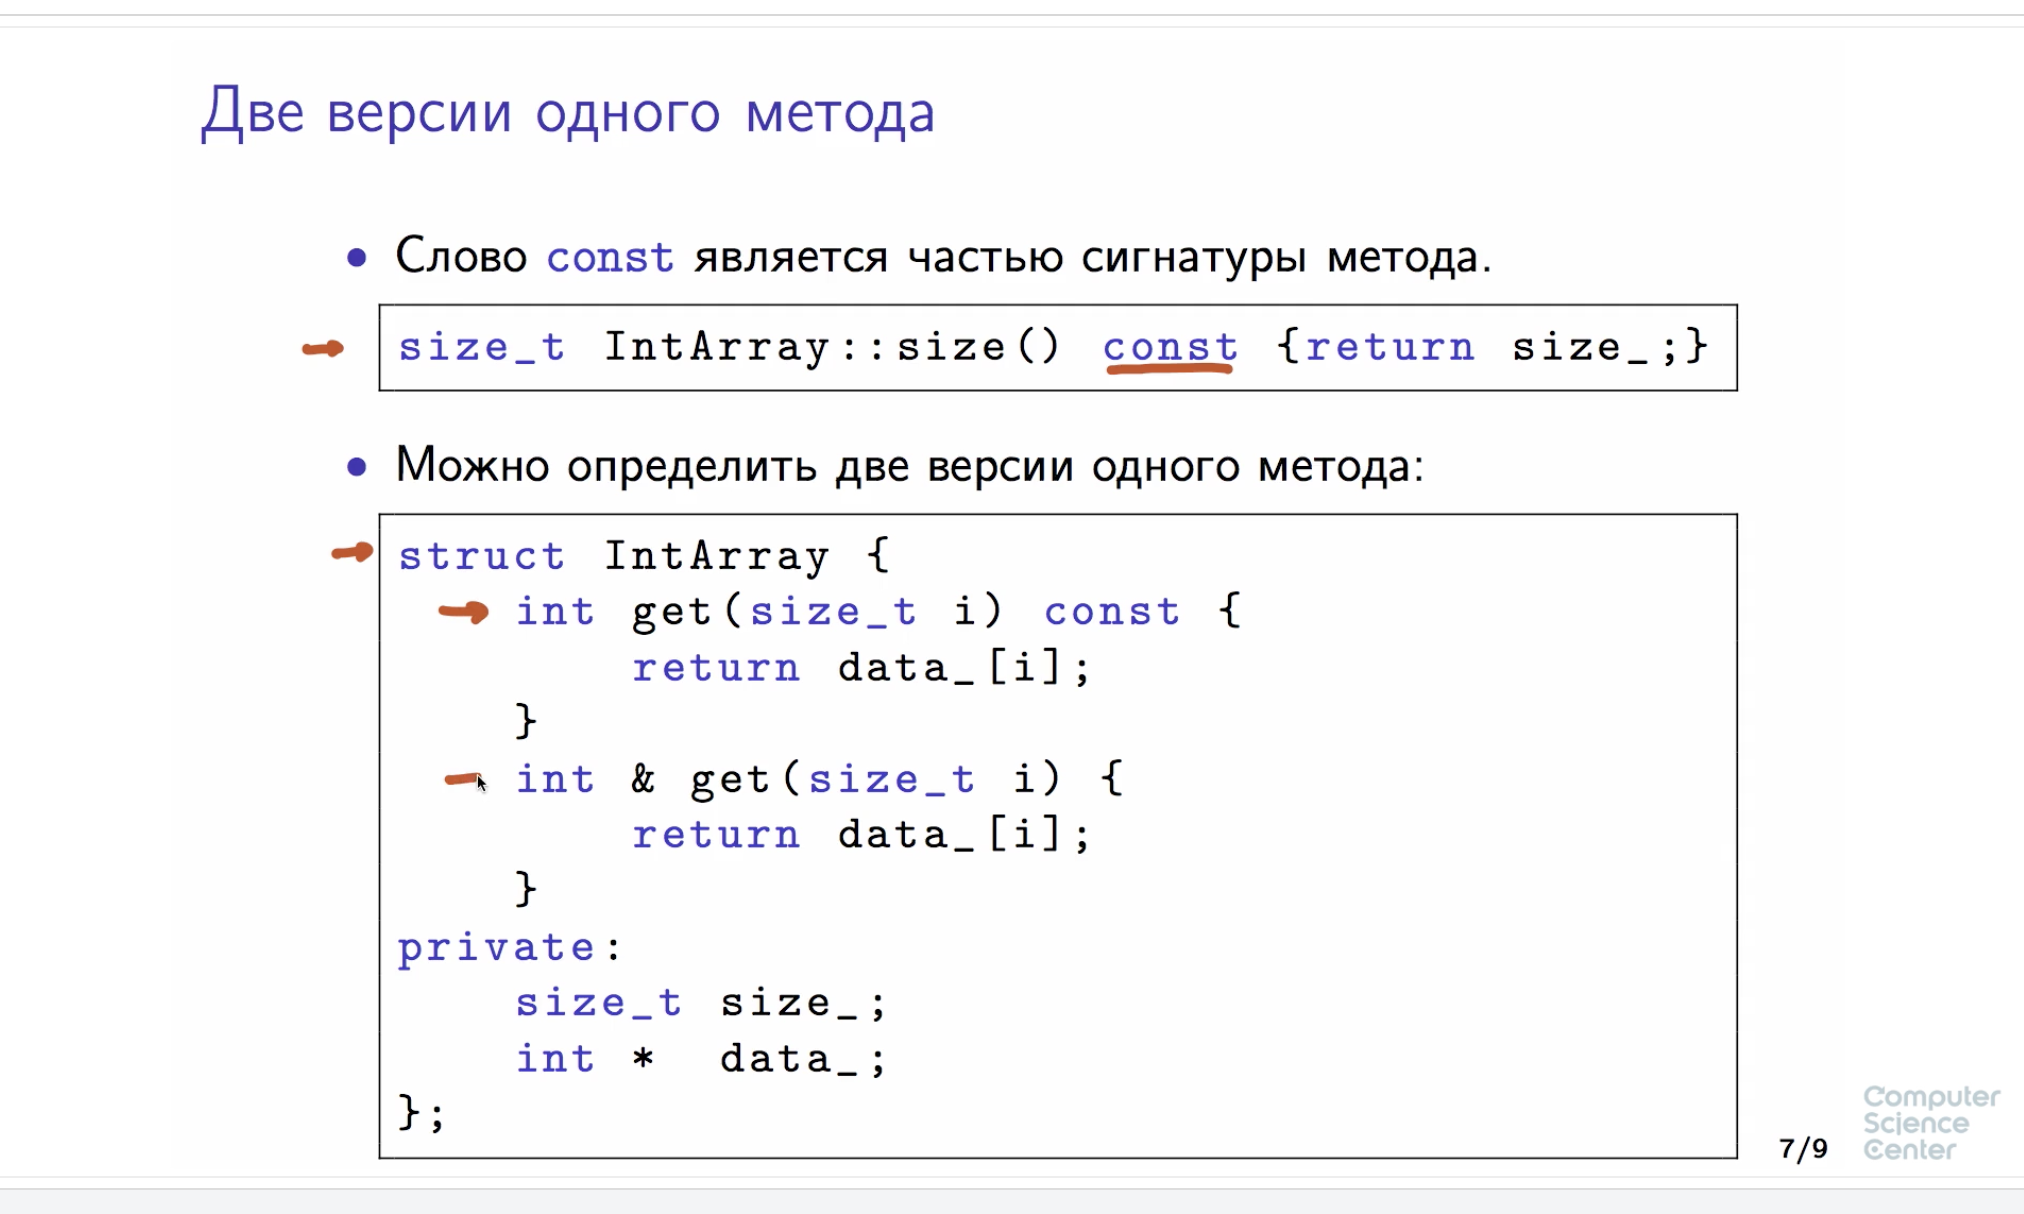 Две версии одного метода
• Слово const является частью сигнатуры метода.
size_t IntArray::size() const {return size_;}
• Можно определить две версии одного метода:
struct IntArray {
int get(size_t i) const {
return data_[i];
}
int & get(size_t i) {
return data_[i];
}
private:
size_t size_;
int * data_;
};
7/9
Computer
Science
Center